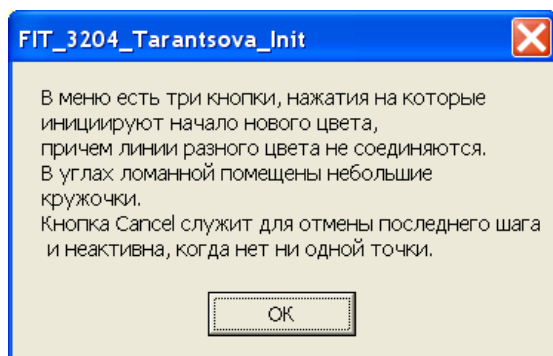 FIT_3204_Tarantsova_Init
В меню есть три кнопки, нажатия на которые
инициируют начало нового цвета,
причем линии разного цвета не соединяются.
В углах ломанной помещены небольшие
кружочки.
Кнопка Cancel служит для отмены последнего шага
и неактивна, когда нет ни одной точки.
ОК